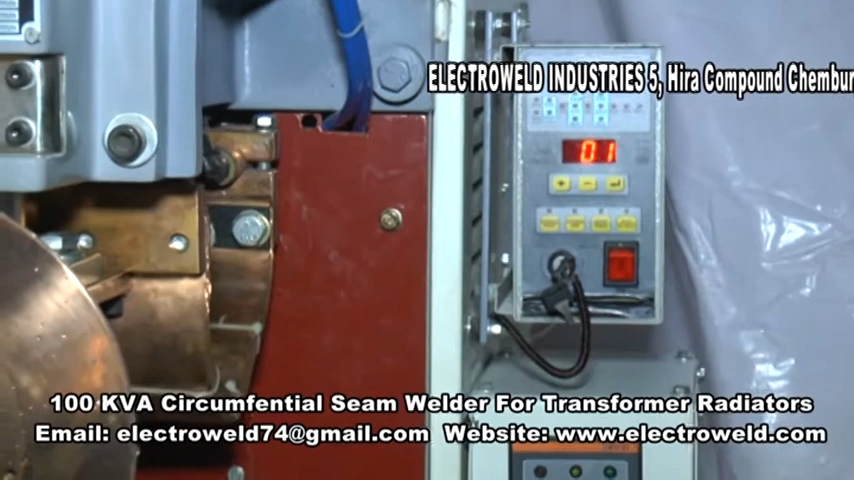 ELECTROWELD INDUSTRIES 5, Hira Compound Chembur
01
100 KVA Circumfential Seam Welder For Transformer Radiators
Email: electroweld74@gmail.com Website: www.electroweld.com